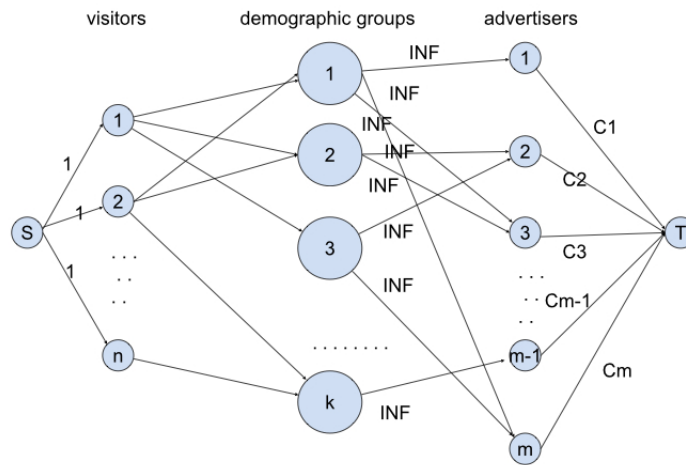 visitors demographic groups advertisers
INF
1
1
INF
1
INF
1
INF
2
2
INF
C1
2
1
C2
S
INF
3
T
3
C3
1
INF
. . .
. . .
. .
. .
Cm-1
. .
. .
n
. . . . . . . .
m-1
Cm
k
INF
m